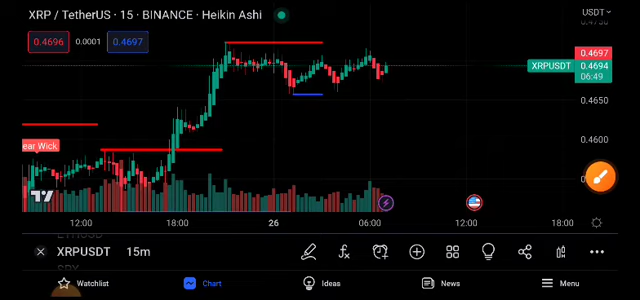 XRP / TetherUS · 15 · BINANCE · Heikin Ashi
USDT
0.4696 0.0001 0.4697
0.4697
XRPUSDT 0.4694
06:49
0.4650
0.4600
ear Wick
12:00 18:00 26 06:00 12:00 18:00
XRPUSDT 15m
Watchlist Chart Ideas News Menu